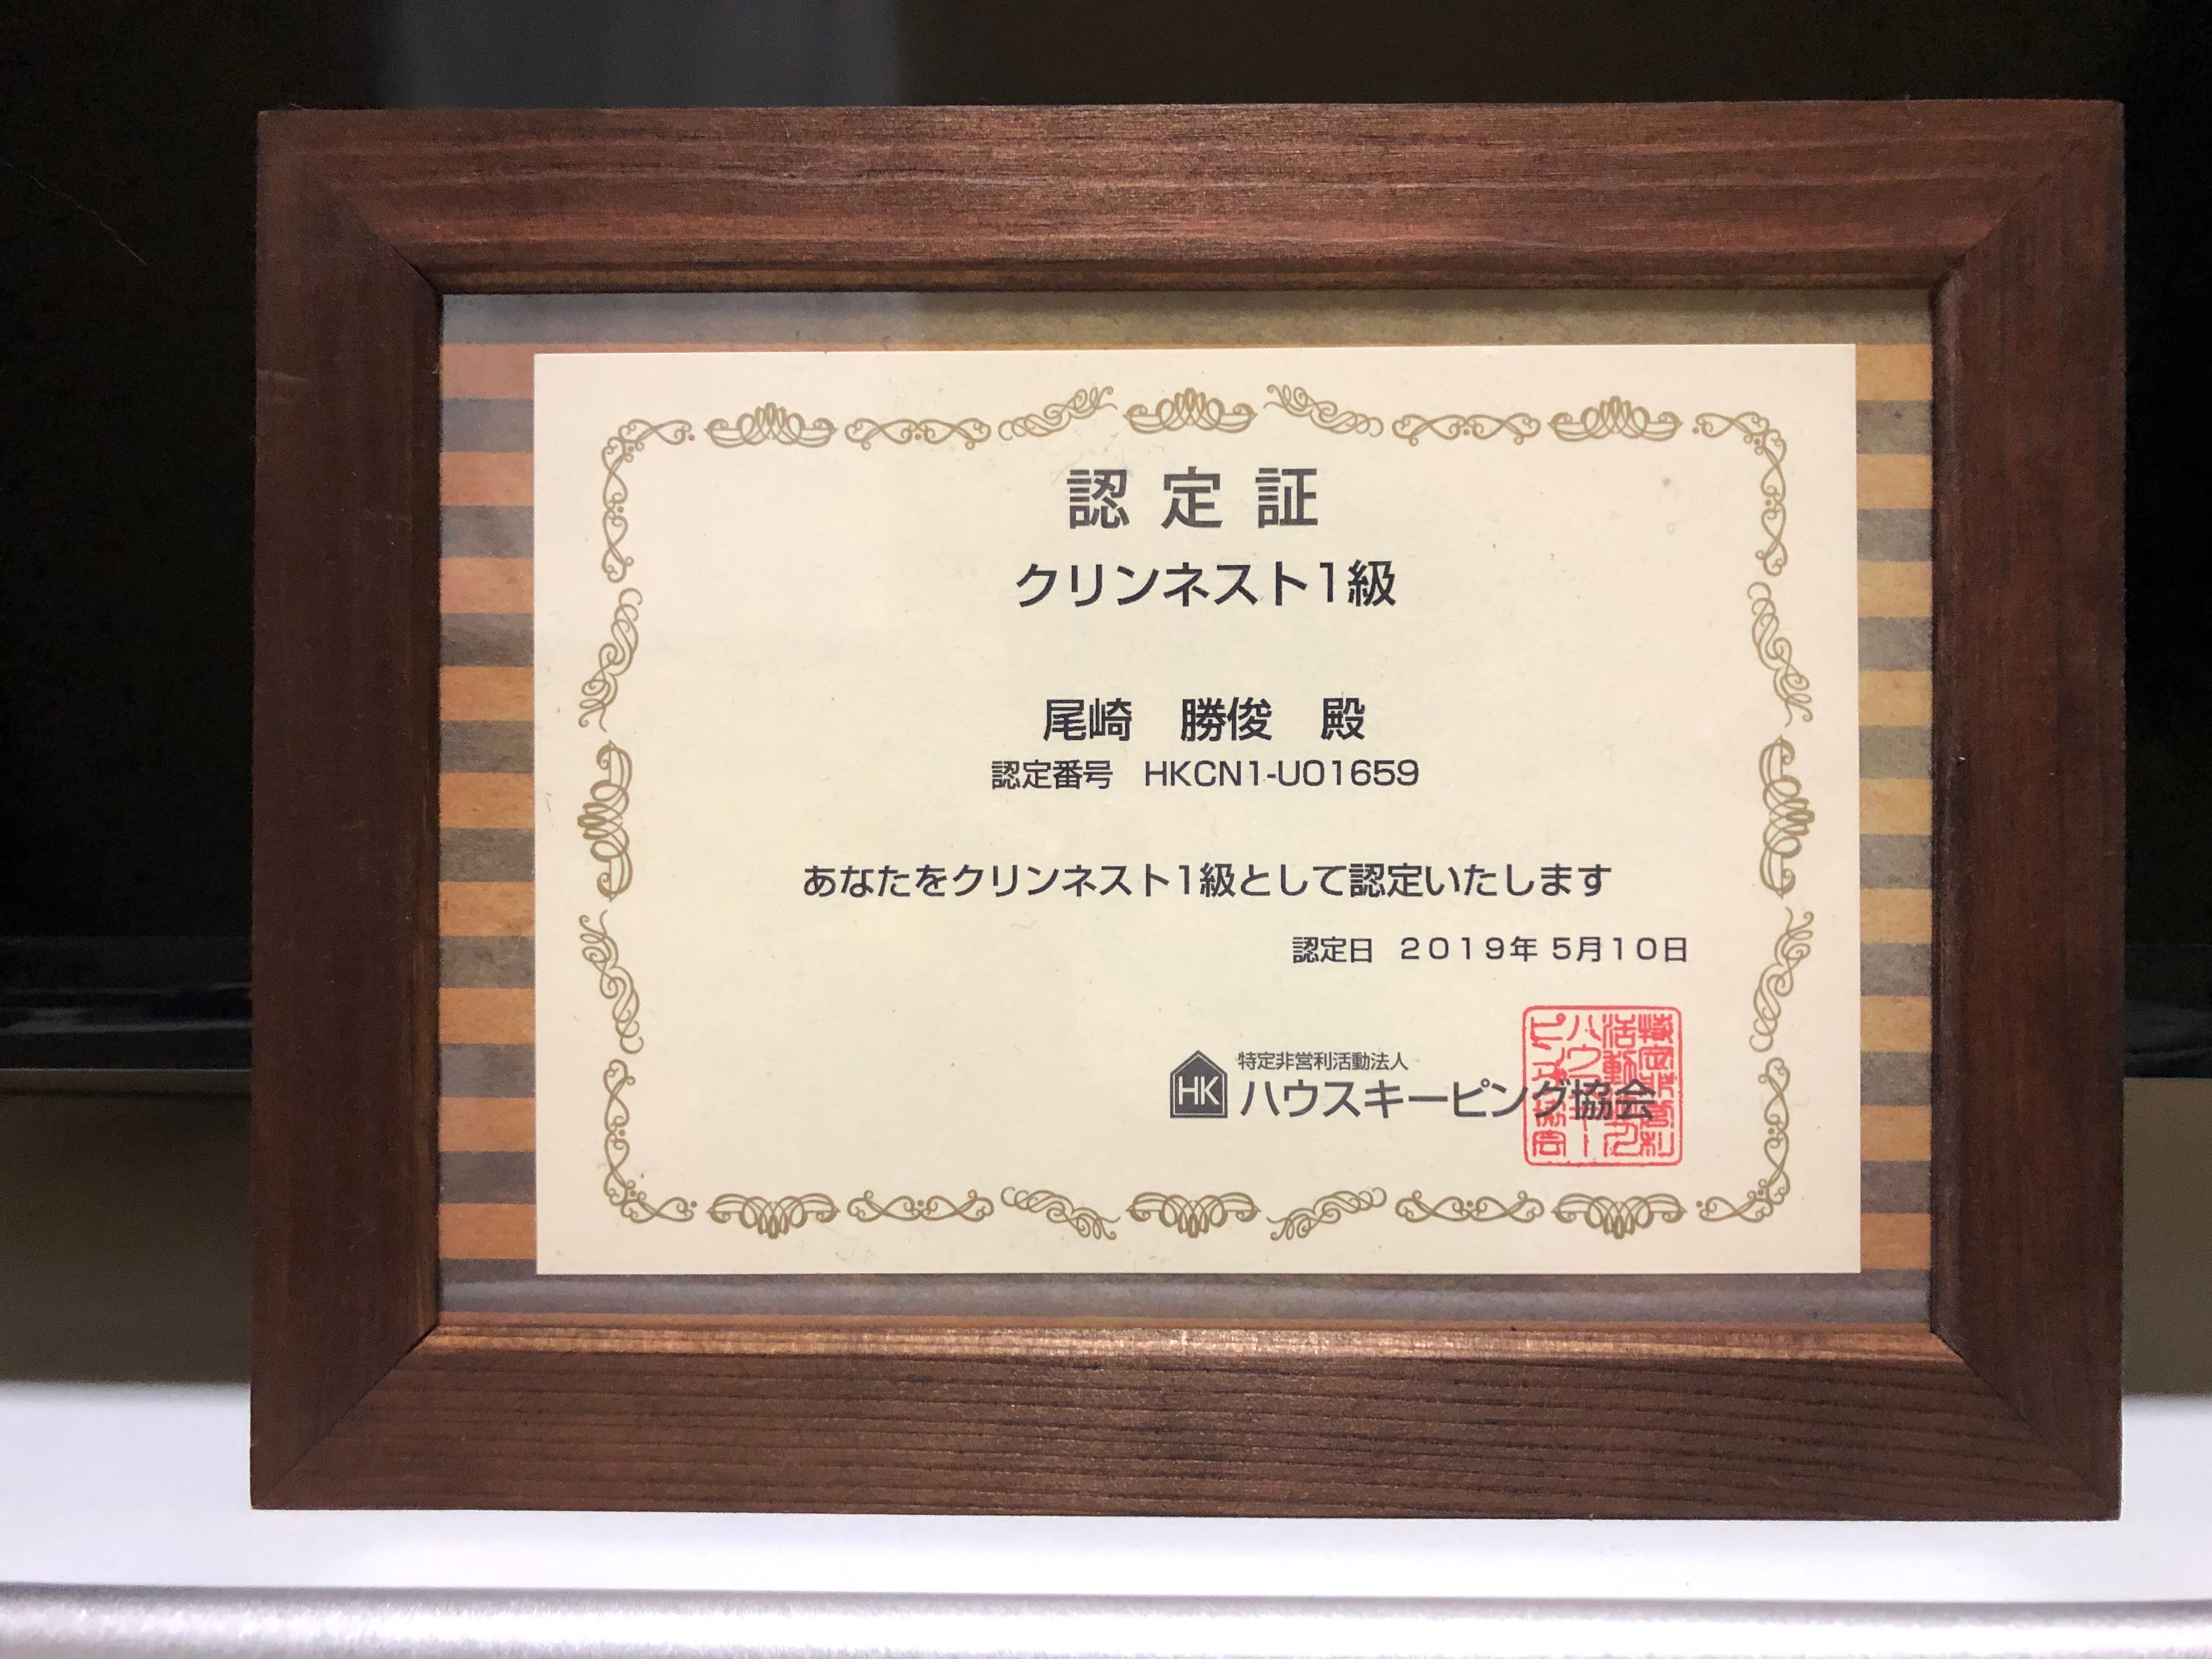 認定証
クリンネスト1級
尾崎　勝俊　殿
認定番号　HKCN1-U01659
あなたをクリンネスト1級として認定いたします
認定日　２０１９年 ５月１０日
HK
特定非営利活動法人
ハウスキーピング協会